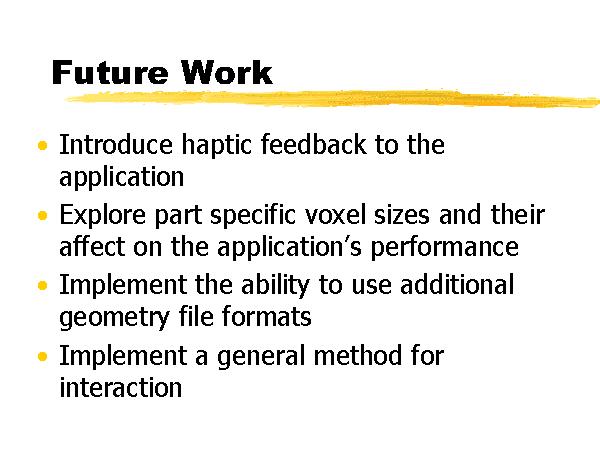 Future Work
• Introduce haptic feedback to the
application
• Explore part specific voxel sizes and their
affect on the application's performance
• Implement the ability to use additional
geometry file formats
• Implement a general method for
interaction